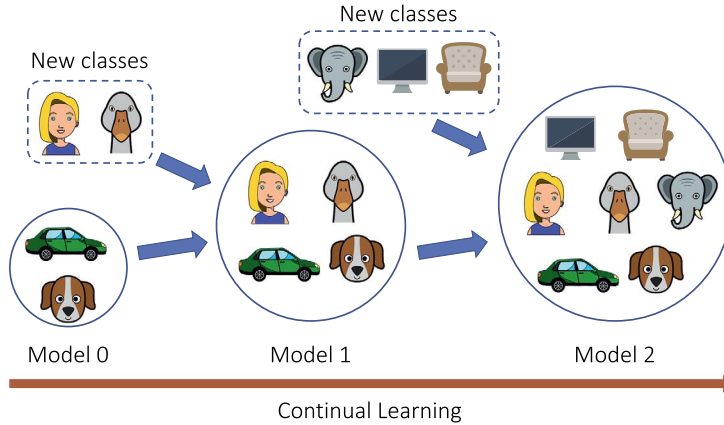 New classes
New classes
Model 0
Model 1
Model 2
Continual Learning